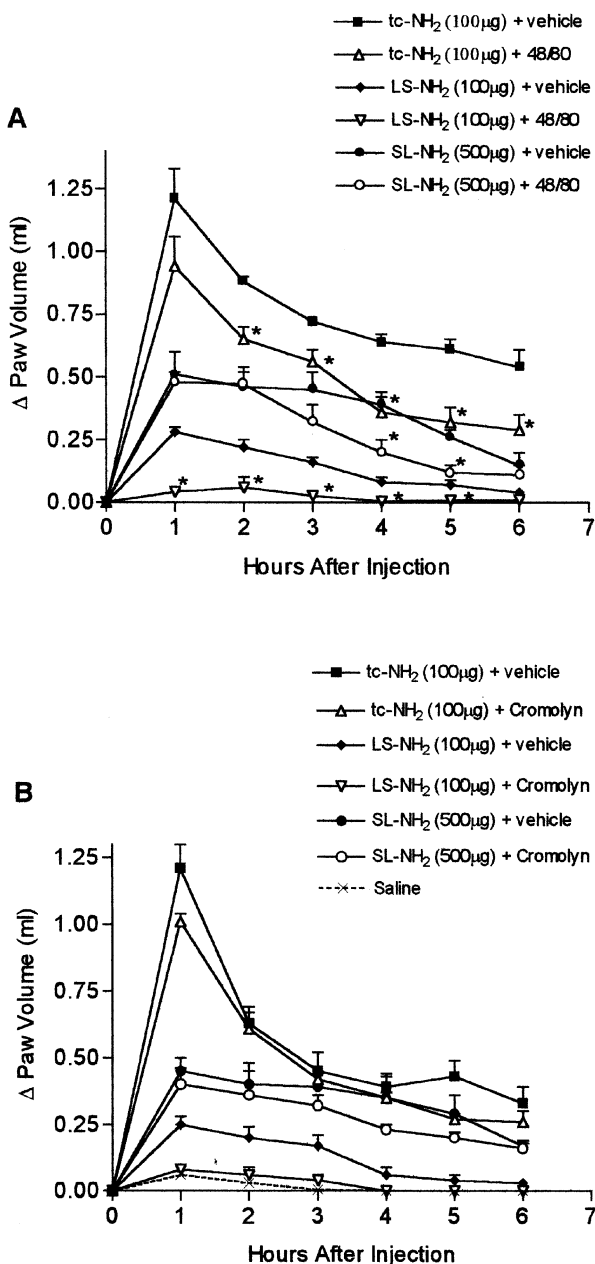 tc-NH2 (100µg) + vehicle
tc-NH2 (100µg) + 48/80
LS-NH2 (100µg) + vehicle
LS-NH2 (100µg) + 48/80
SL-NH2 (500µg) + vehicle
SL-NH2 (500µg) + 48/80
A
Δ Paw Volume (ml)
1.25
1.00
0.75
0.50
0.25
0.00
* * * * * * * * * * * * *
0 1 2 3 4 5 6 7
Hours After Injection
tc-NH2 (100µg) + vehicle
tc-NH2 (100µg) + Cromolyn
LS-NH2 (100µg) + vehicle
LS-NH2 (100µg) + Cromolyn
SL-NH2 (500µg) + vehicle
SL-NH2 (500µg) + Cromolyn
Saline
B
Δ Paw Volume (ml)
1.25
1.00
0.75
0.50
0.25
0.00
0 1 2 3 4 5 6 7
Hours After Injection